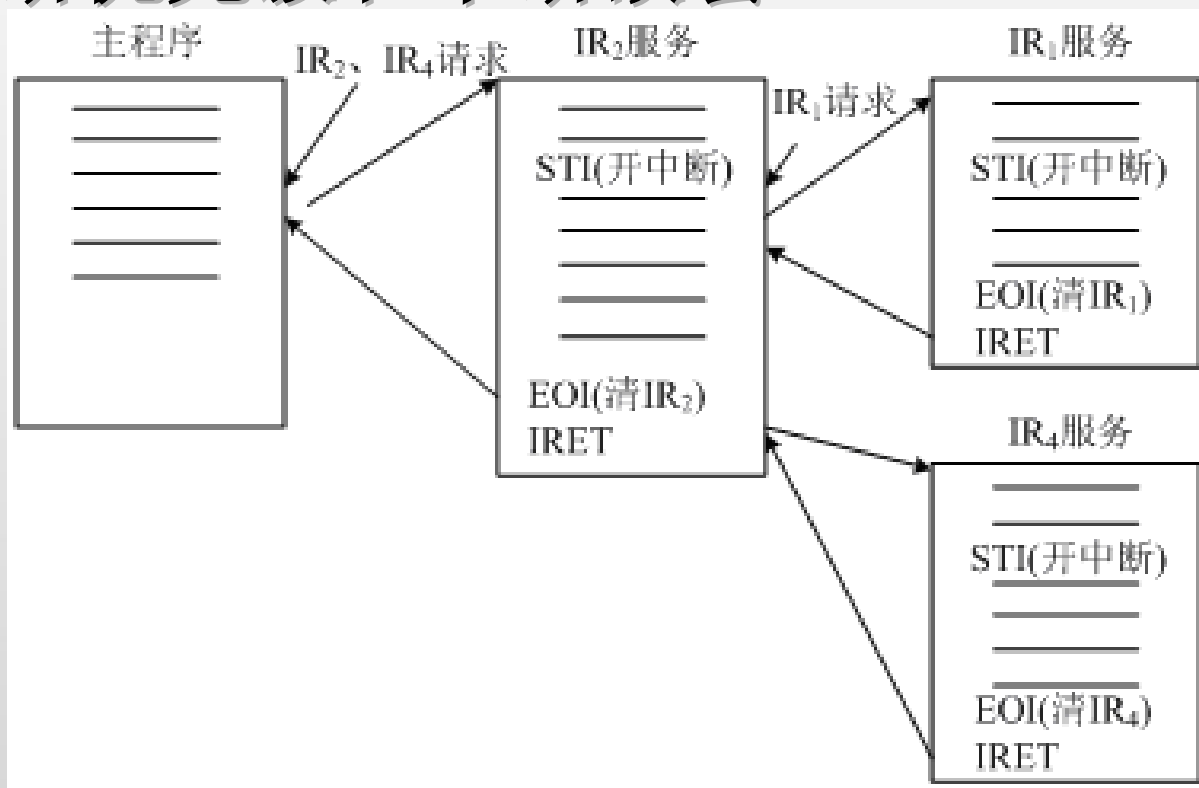 主程序
IR₂、IR₄请求
IR₂服务
STI(开中断)
EOI(清IR₂)
IRET
IR₁请求
IR₁服务
STI(开中断)
EOI(清IR₁)
IRET
IR₄服务
STI(开中断)
EOI(清IR₄)
IRET